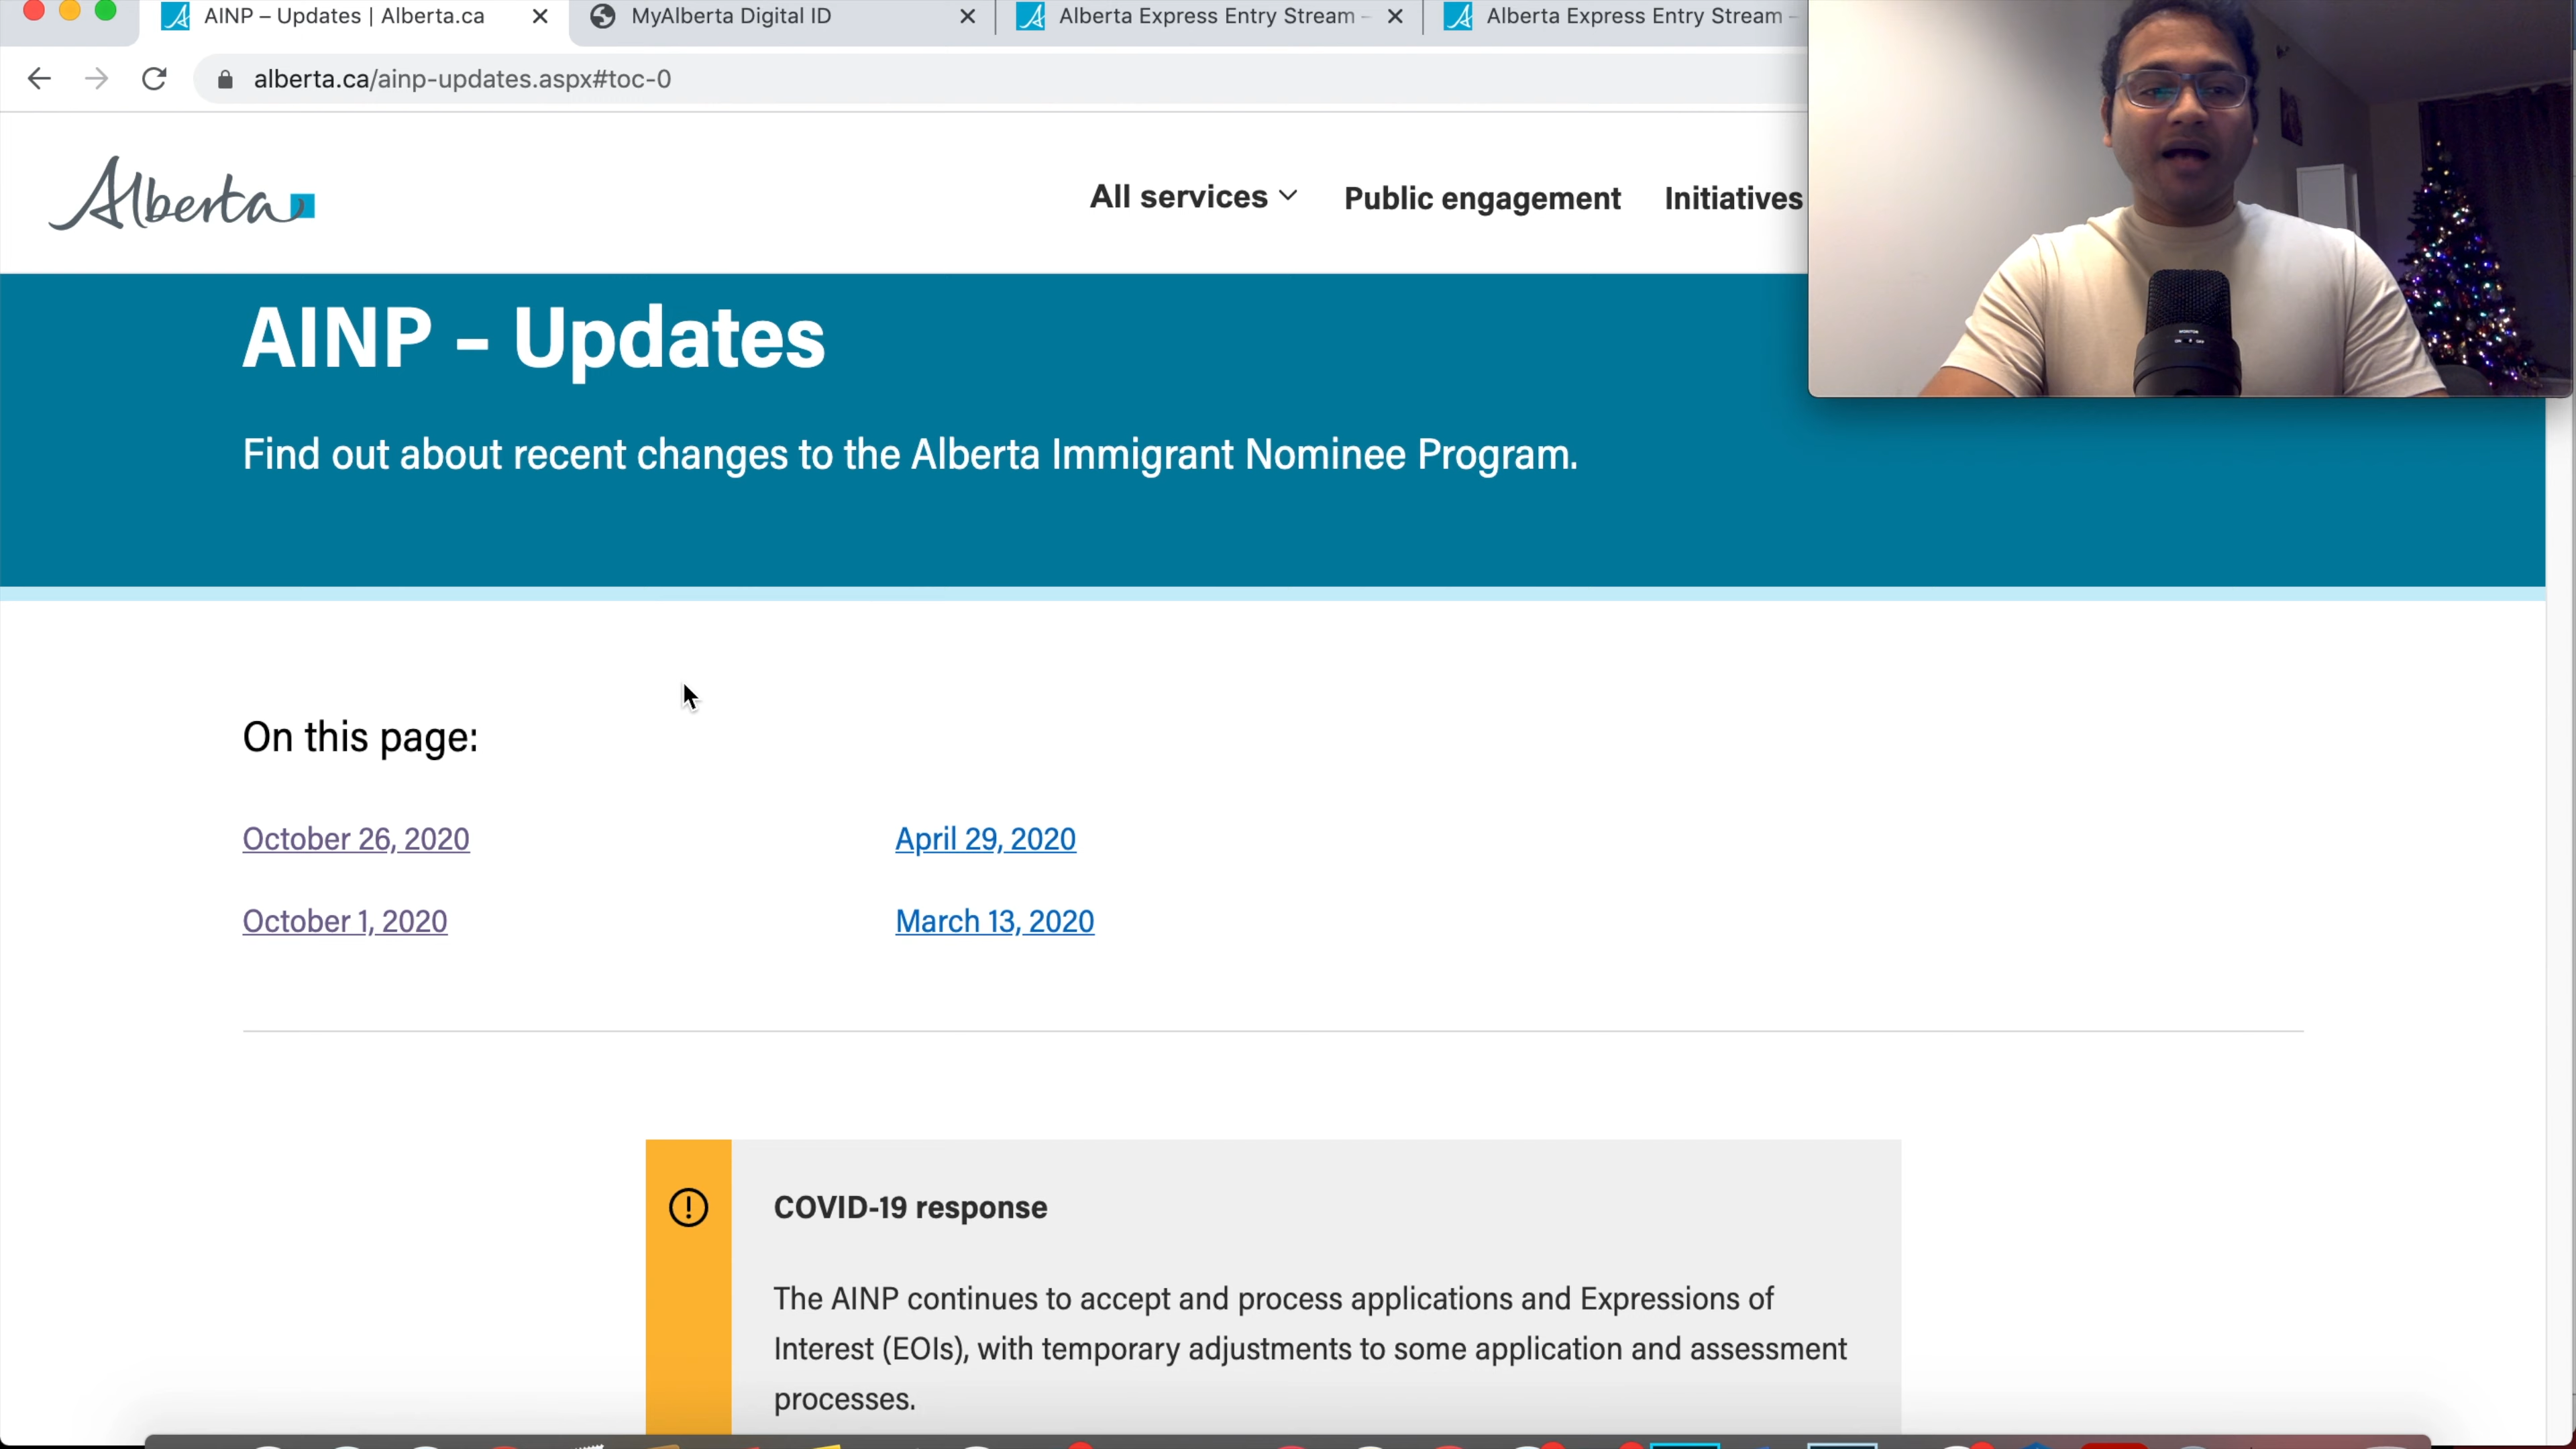 AINP – Updates | Alberta.ca
MyAlberta Digital ID
Alberta Express Entry Stream –
Alberta Express Entry Stream –
alberta.ca/ainp-updates.aspx#toc-0
Alberta
All services
Public engagement
Initiatives
AINP – Updates
Find out about recent changes to the Alberta Immigrant Nominee Program.
On this page:
October 26, 2020
April 29, 2020
October 1, 2020
March 13, 2020
COVID-19 response
The AINP continues to accept and process applications and Expressions of
Interest (EOIs), with temporary adjustments to some application and assessment
processes.